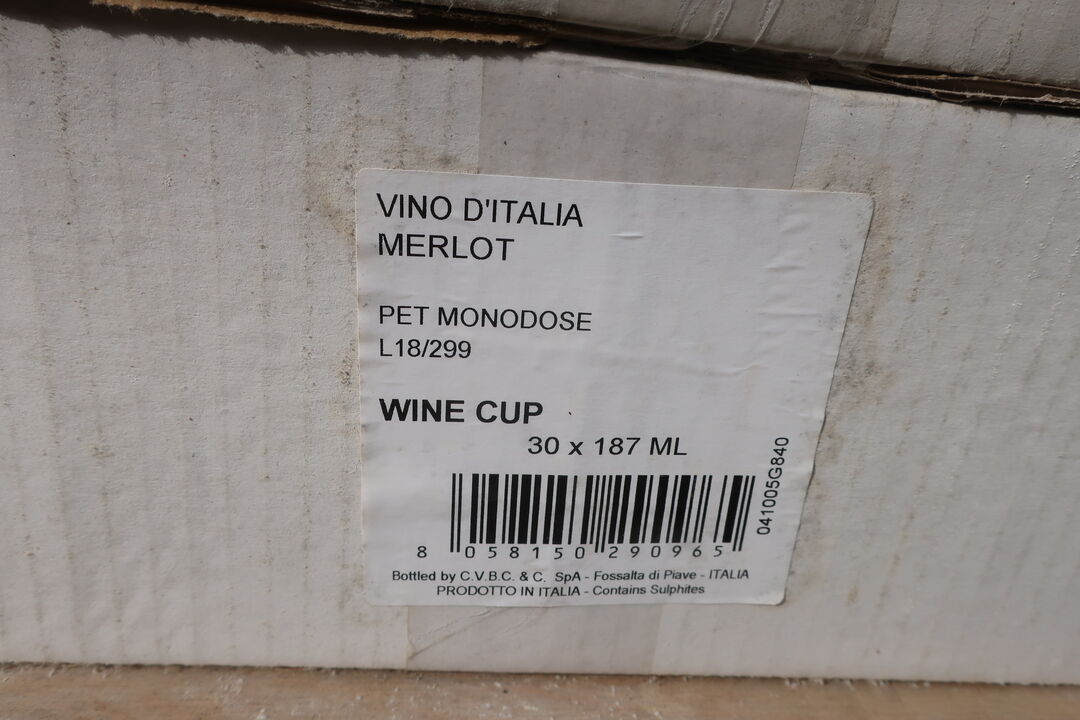 VINO D'ITALIA
MERLOT
PET MONODOSE
L18/299
WINE CUP
30 x 187 ML
041005G840
8 058150 290965
Bottled by C.V.B.C. & C. SpA - Fossalta di Piave - ITALIA
PRODOTTO IN ITALIA - Contains Sulphites